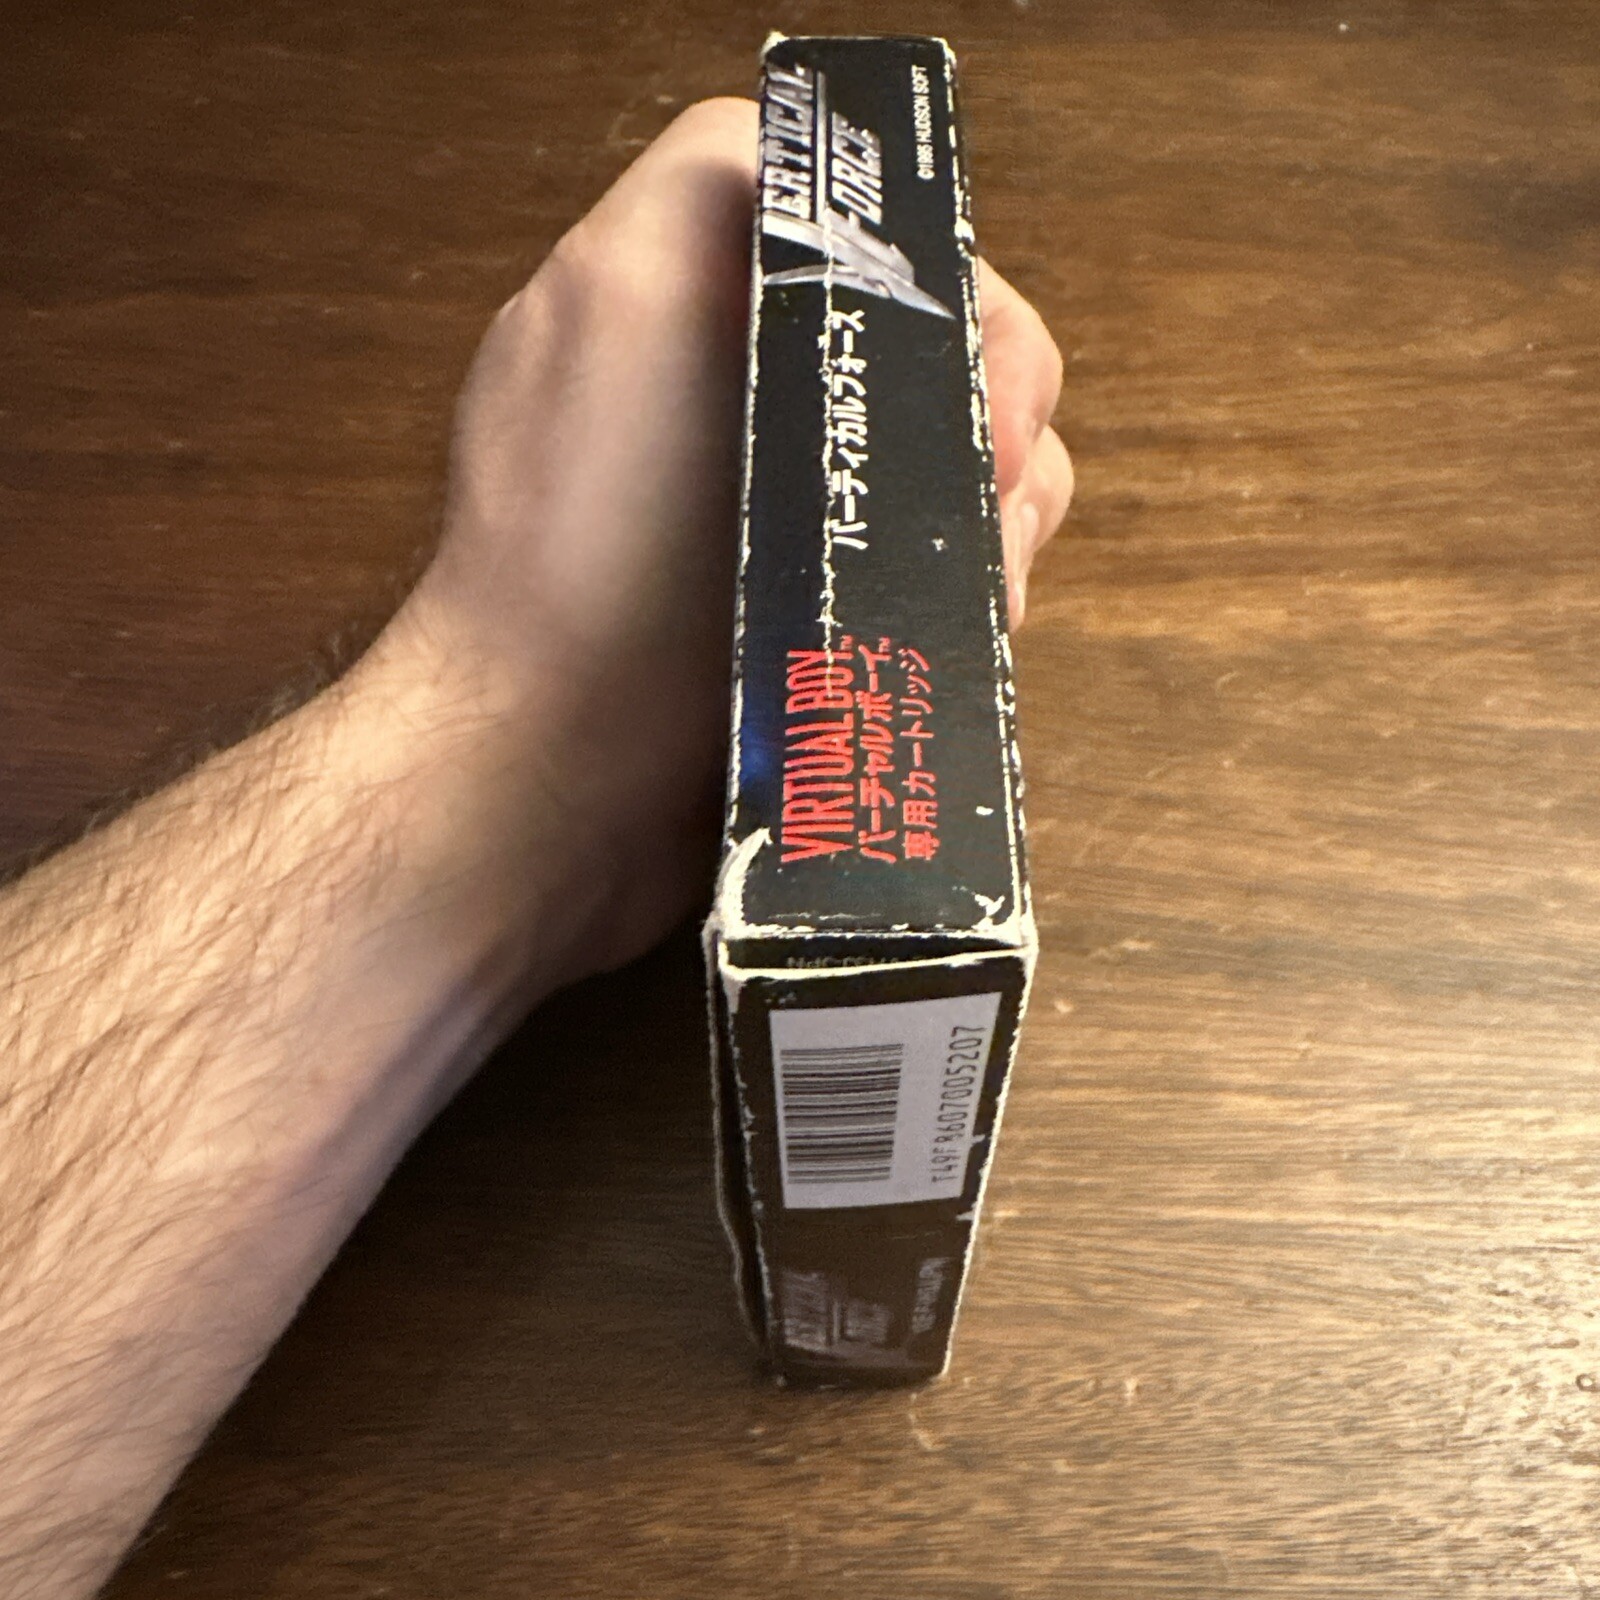 VERTICAL
FORCE
©1995 HUDSON SOFT
バーティカルフォース
VIRTUAL BOY™
バーチャルボーイ™
専用カートリッジ
T4988607005207